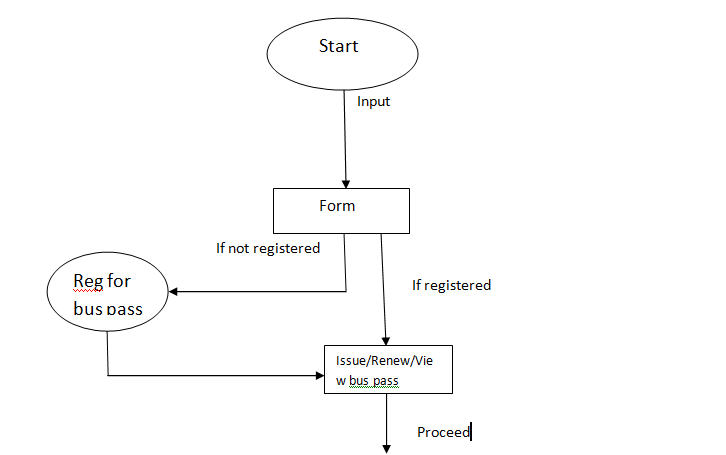 Start
Input
Form
If not registered
Reg for
bus pass
If registered
Issue/Renew/Vie
w bus pass
Proceed